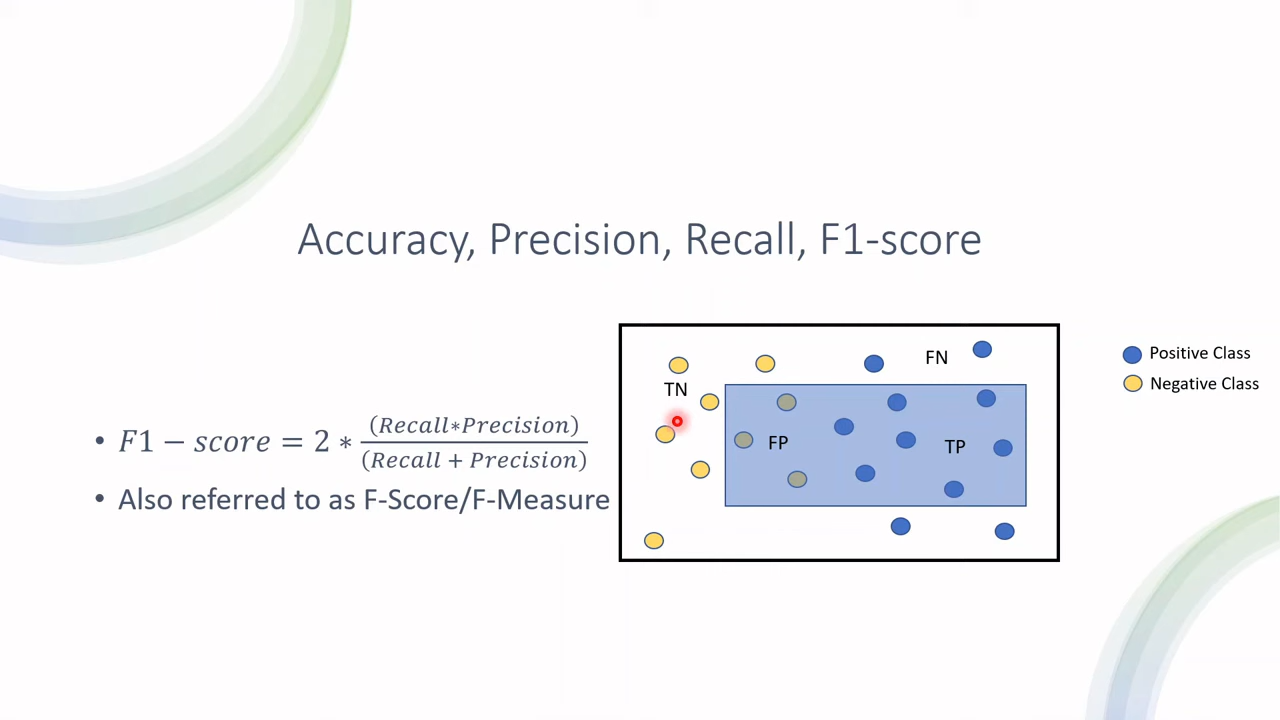 Accuracy, Precision, Recall, F1-score
• F1 − score = 2 * (Recall*Precision) / (Recall + Precision)
• Also referred to as F-Score/F-Measure
TN
FN
FP
TP
Positive Class
Negative Class